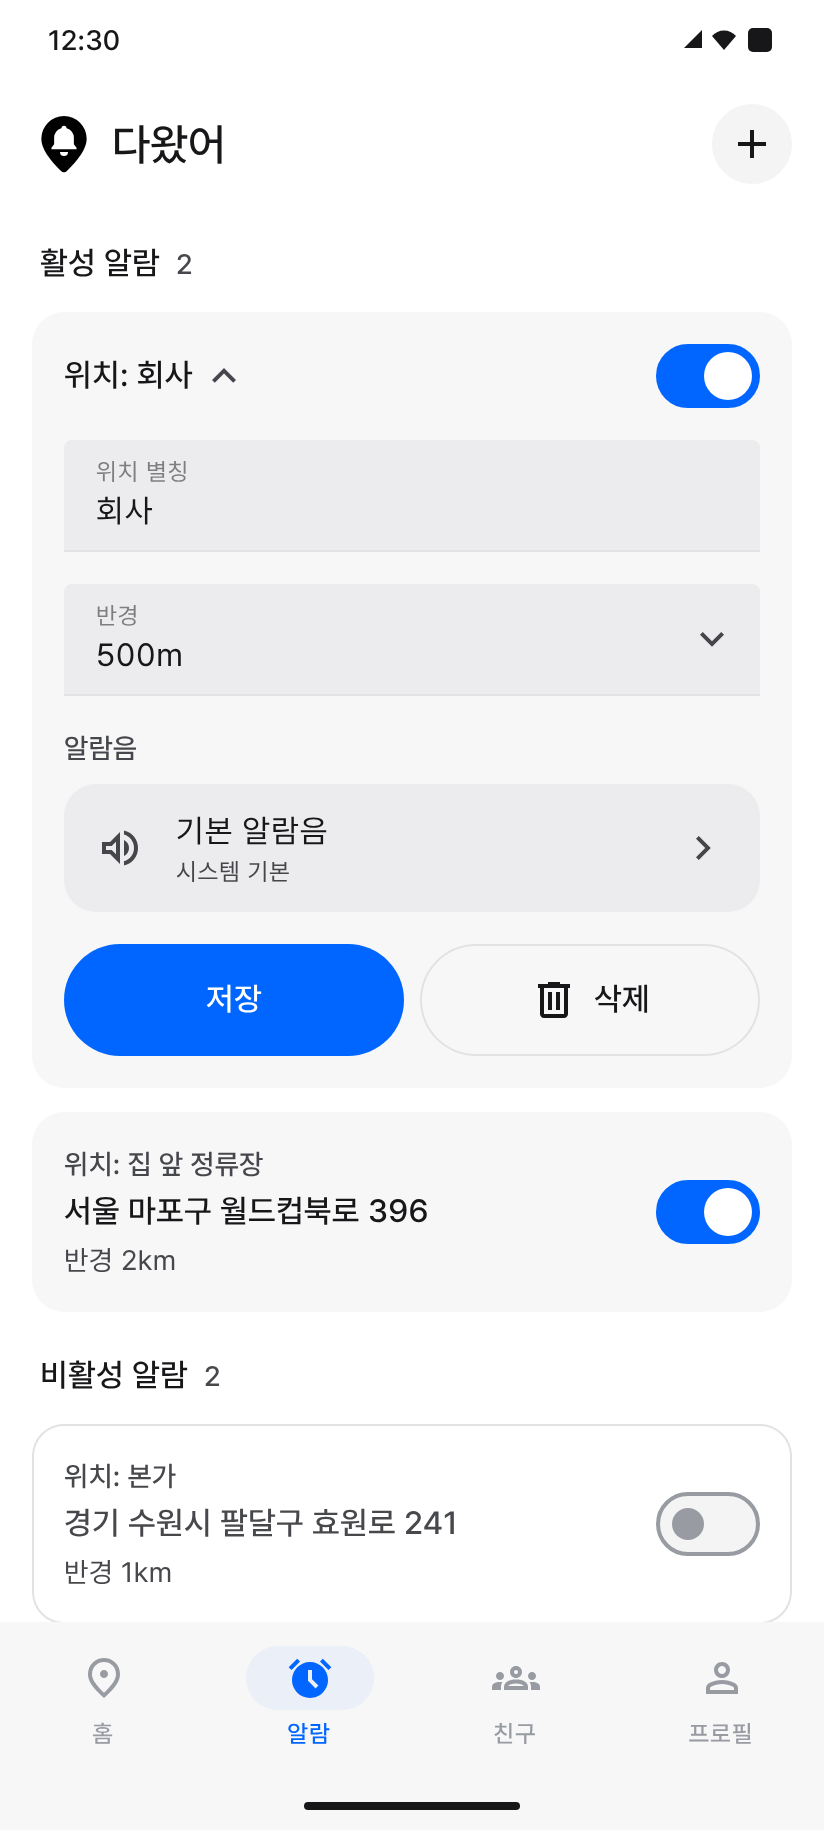 12:30
다왔어
활성 알람 2
위치: 회사
위치 별칭
회사
반경
500m
알람음
기본 알람음
시스템 기본
저장
삭제
위치: 집 앞 정류장
서울 마포구 월드컵북로 396
반경 2km
비활성 알람 2
위치: 본가
경기 수원시 팔달구 효원로 241
반경 1km
홈
알람
친구
프로필